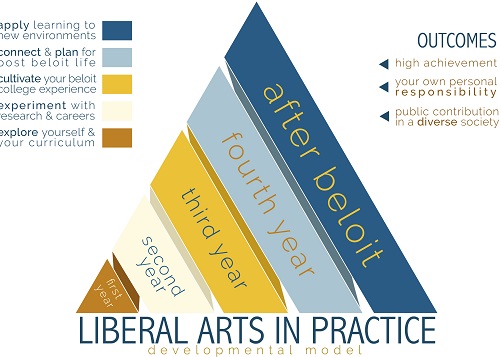 apply learning to
new environments
connect & plan for
post beloit life
cultivate your beloit
college experience
experiment with
research & careers
explore yourself &
your curriculum
OUTCOMES
high achievement
your own personal
responsibility
public contribution
in a diverse society
first
year
second
year
third year
fourth year
after beloit
LIBERAL ARTS IN PRACTICE
developmental model